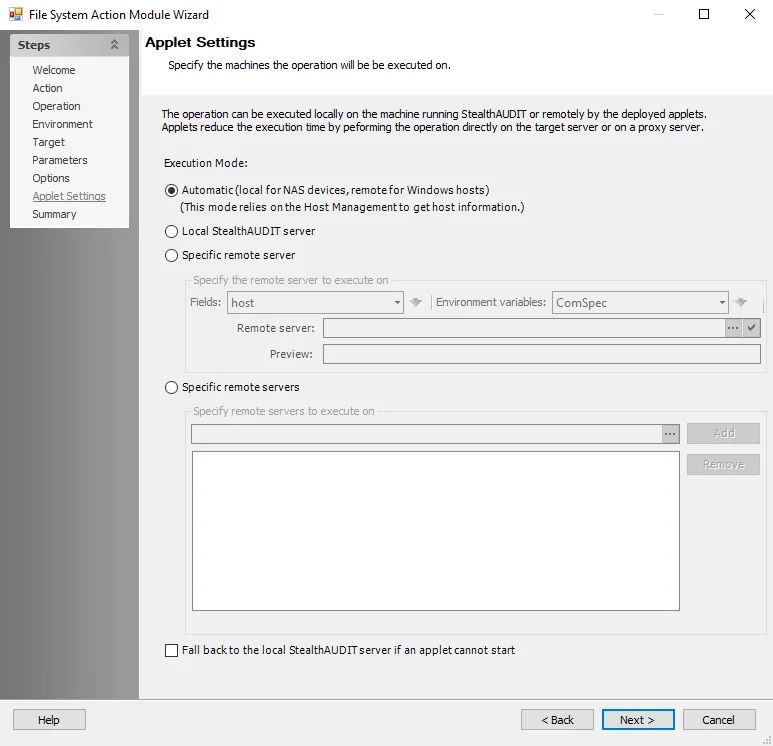 File System Action Module Wizard
Steps
Welcome
Action
Operation
Environment
Target
Parameters
Options
Applet Settings
Summary
Applet Settings
Specify the machines the operation will be be executed on.
The operation can be executed locally on the machine running StealthAUDIT or remotely by the deployed applets.
Applets reduce the execution time by peforming the operation directly on the target server or on a proxy server.
Execution Mode:
Automatic (local for NAS devices, remote for Windows hosts)
(This mode relies on the Host Management to get host information.)
Local StealthAUDIT server
Specific remote server
Specify the remote server to execute on
Fields: host Environment variables: ComSpec
Remote server: ...
Preview:
Specific remote servers
Specify remote servers to execute on
... Add
Remove
Fall back to the local StealthAUDIT server if an applet cannot start
Help < Back Next > Cancel